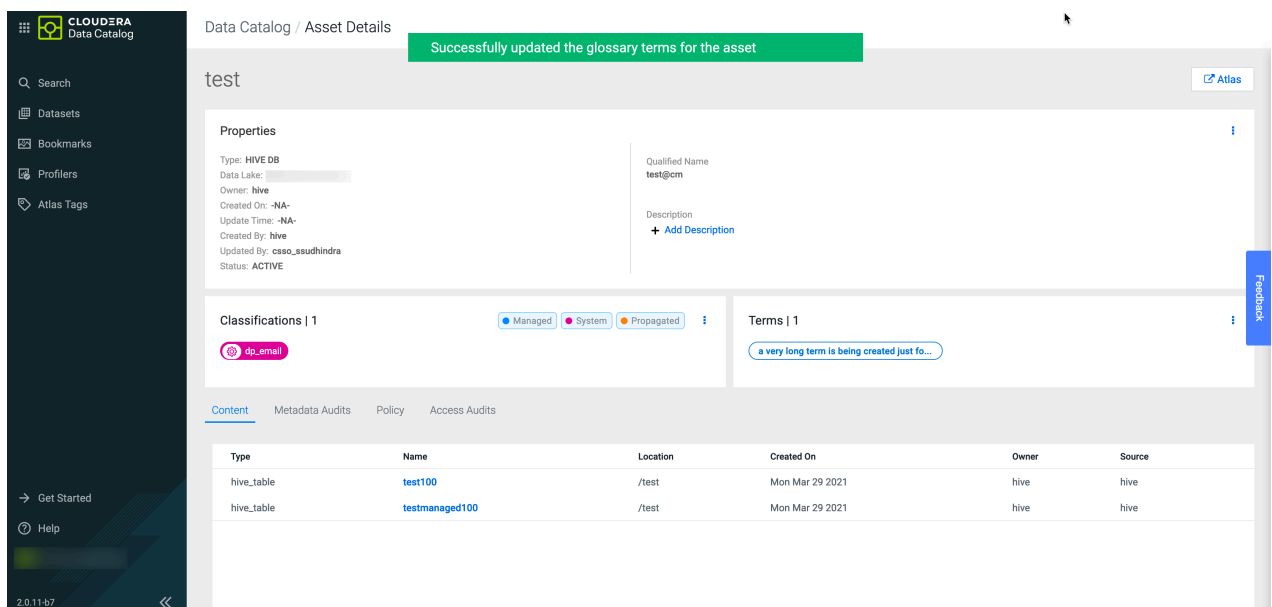 CLOUDERA
Data Catalog
Search
Datasets
Bookmarks
Profilers
Atlas Tags
Get Started
Help
2.0.11-b7
Data Catalog / Asset Details
Successfully updated the glossary terms for the asset
test
Atlas
Properties
Type: HIVE DB
Data Lake:
Owner: hive
Created On: -NA-
Update Time: -NA-
Created By: hive
Updated By: csso_ssudhindra
Status: ACTIVE
Qualified Name
test@cm
Description
+ Add Description
Classifications | 1
Managed System Propagated
dp_email
Terms | 1
a very long term is being created just fo...
Feedback
Content Metadata Audits Policy Access Audits
Type Name Location Created On Owner Source
hive_table test100 /test Mon Mar 29 2021 hive hive
hive_table testmanaged100 /test Mon Mar 29 2021 hive hive